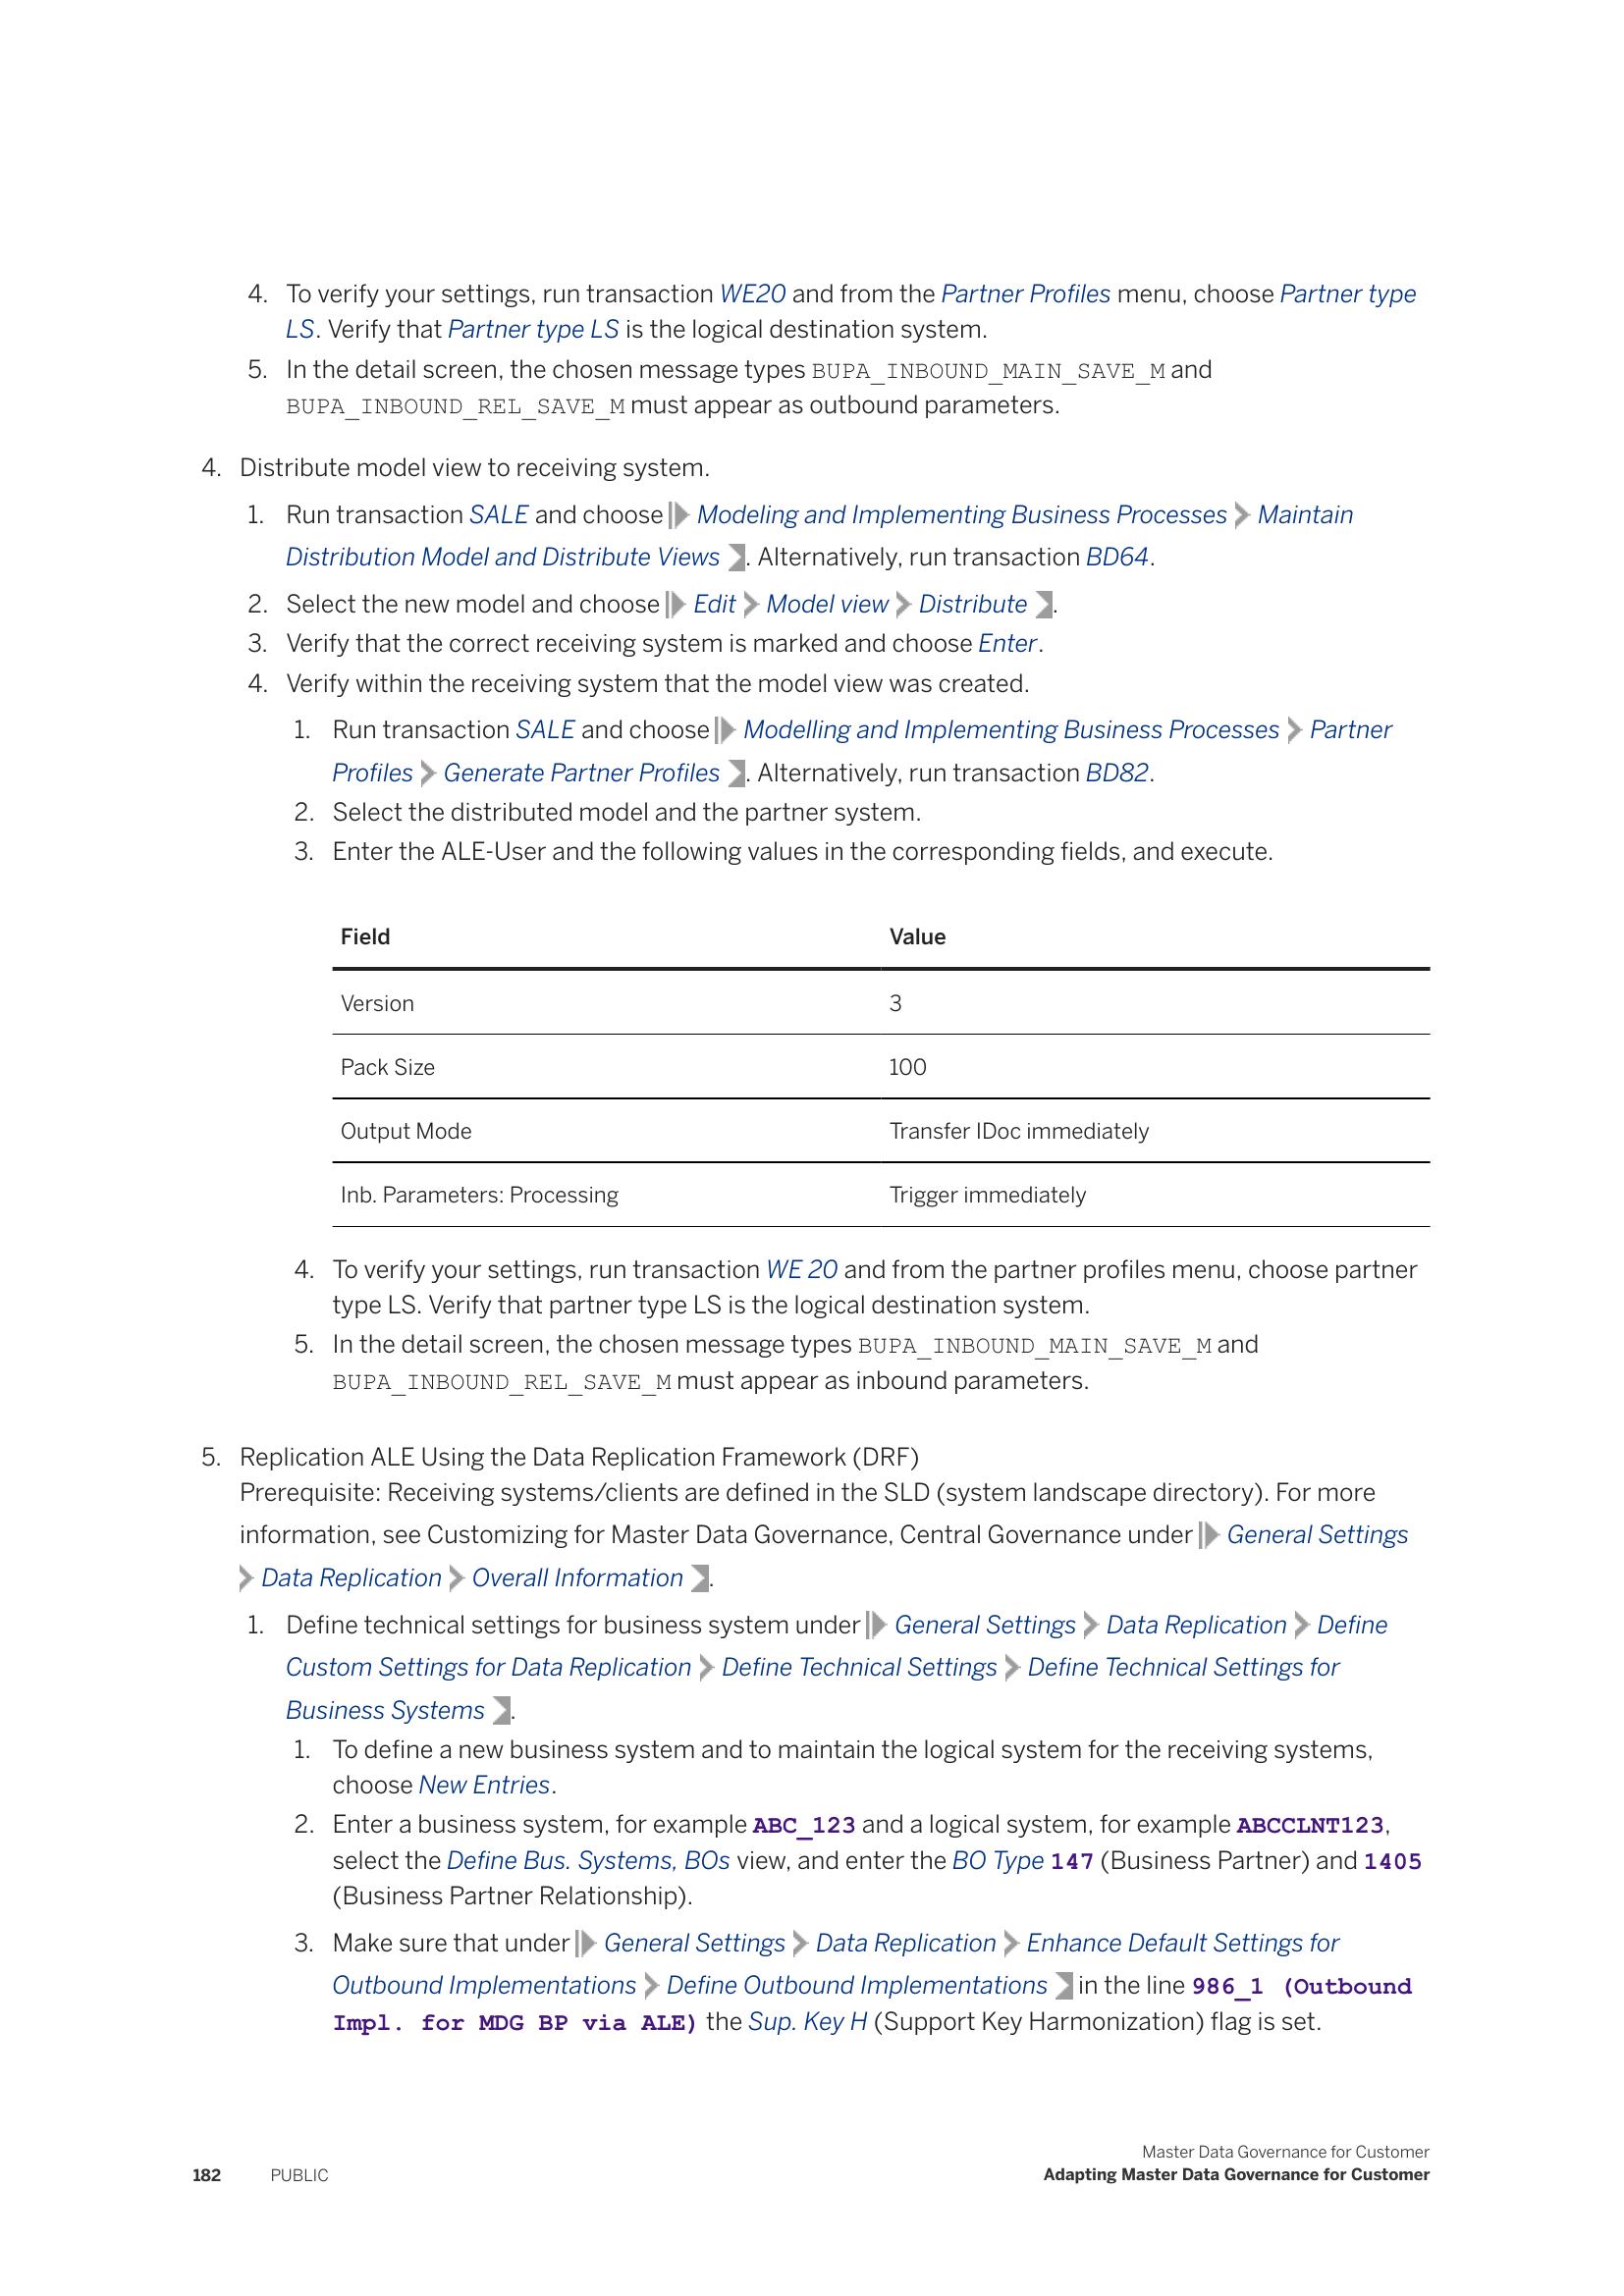 4. To verify your settings, run transaction WE20 and from the Partner Profiles menu, choose Partner type
LS. Verify that Partner type LS is the logical destination system.
5. In the detail screen, the chosen message types BUPA_INBOUND_MAIN_SAVE_M and
BUPA_INBOUND_REL_SAVE_M must appear as outbound parameters.
4. Distribute model view to receiving system.
1. Run transaction SALE and choose Modeling and Implementing Business Processes Maintain
Distribution Model and Distribute Views . Alternatively, run transaction BD64.
2. Select the new model and choose Edit Model view Distribute .
3. Verify that the correct receiving system is marked and choose Enter.
4. Verify within the receiving system that the model view was created.
1. Run transaction SALE and choose Modelling and Implementing Business Processes Partner
Profiles Generate Partner Profiles . Alternatively, run transaction BD82.
2. Select the distributed model and the partner system.
3. Enter the ALE-User and the following values in the corresponding fields, and execute.
Field Value
Version 3
Pack Size 100
Output Mode Transfer IDoc immediately
Inb. Parameters: Processing Trigger immediately
4. To verify your settings, run transaction WE 20 and from the partner profiles menu, choose partner
type LS. Verify that partner type LS is the logical destination system.
5. In the detail screen, the chosen message types BUPA_INBOUND_MAIN_SAVE_M and
BUPA_INBOUND_REL_SAVE_M must appear as inbound parameters.
5. Replication ALE Using the Data Replication Framework (DRF)
Prerequisite: Receiving systems/clients are defined in the SLD (system landscape directory). For more
information, see Customizing for Master Data Governance, Central Governance under General Settings
Data Replication Overall Information .
1. Define technical settings for business system under General Settings Data Replication Define
Custom Settings for Data Replication Define Technical Settings Define Technical Settings for
Business Systems .
1. To define a new business system and to maintain the logical system for the receiving systems,
choose New Entries.
2. Enter a business system, for example ABC_123 and a logical system, for example ABCCLNT123,
select the Define Bus. Systems, BOs view, and enter the BO Type 147 (Business Partner) and 1405
(Business Partner Relationship).
3. Make sure that under General Settings Data Replication Enhance Default Settings for
Outbound Implementations Define Outbound Implementations in the line 986_1 (Outbound
Impl. for MDG BP via ALE) the Sup. Key H (Support Key Harmonization) flag is set.
Master Data Governance for Customer
182 PUBLIC Adapting Master Data Governance for Customer